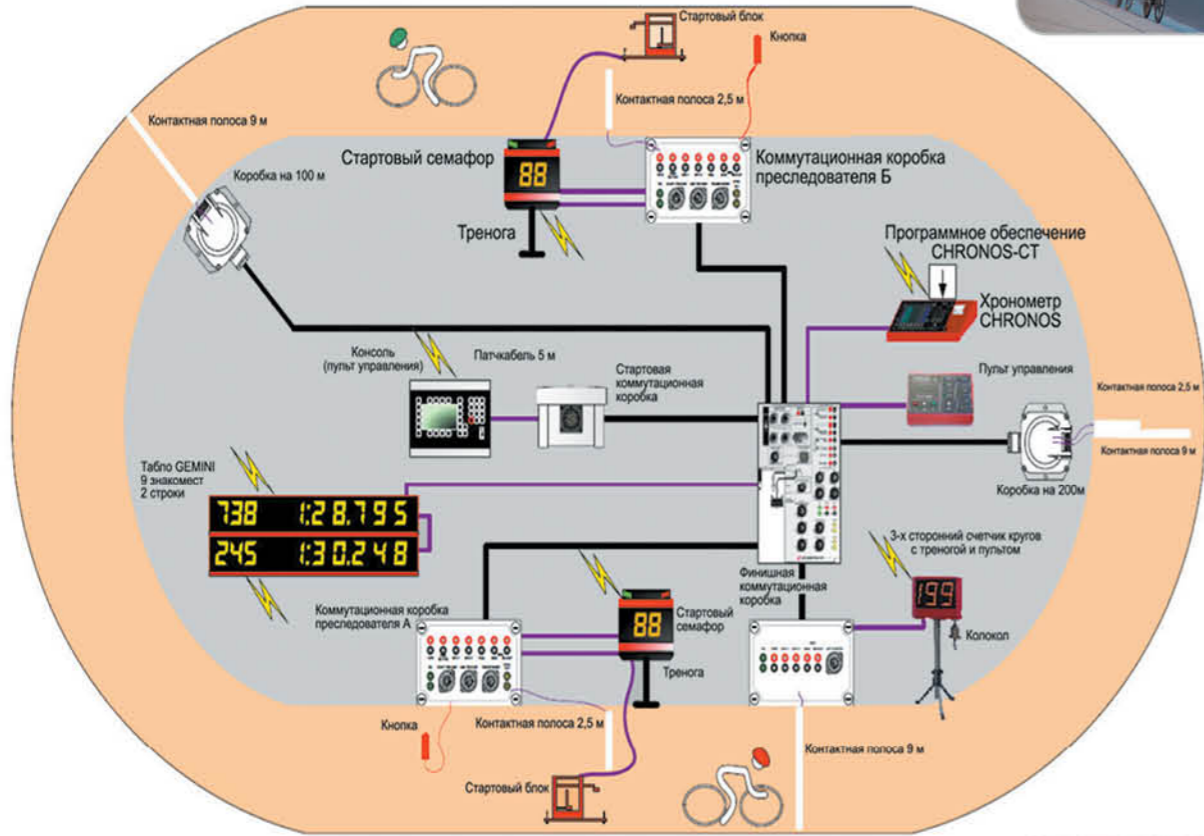 Стартовый блок
Кнопка
Контактная полоса 2,5 м
Контактная полоса 9 м
Стартовый семафор
88
Тренога
Коммутационная коробка
преследователя Б
Коробка на 100 м
Программное обеспечение
CHRONOS-CT
Хронометр
CHRONOS
Консоль
(пульт управления)
Патчкабель 5 м
Стартовая
коммутационная
коробка
Пульт управления
Контактная полоса 2,5 м
Контактная полоса 9 м
Коробка на 200м
Табло GEMINI
9 знакомест
2 строки
738 1:28.795
245 1:30.248
3-х сторонний счетчик кругов
с треногой и пультом
199
Колокол
Финишная
коммутационная
коробка
Коммутационная коробка
преследователя А
88
Стартовый
семафор
Тренога
Кнопка
Контактная полоса 2,5 м
Стартовый блок
Контактная полоса 9 м